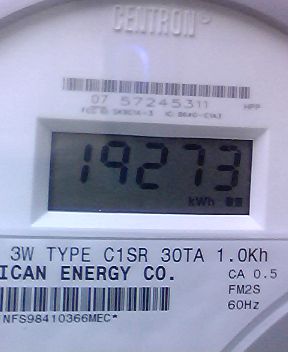 CENTRON
07 57245311 HPP
19273
kWh
3W TYPE C1SR 30TA 1.0Kh
ICAN ENERGY CO. CA 0.5
FM2S
60Hz
NFS98410366MEC*